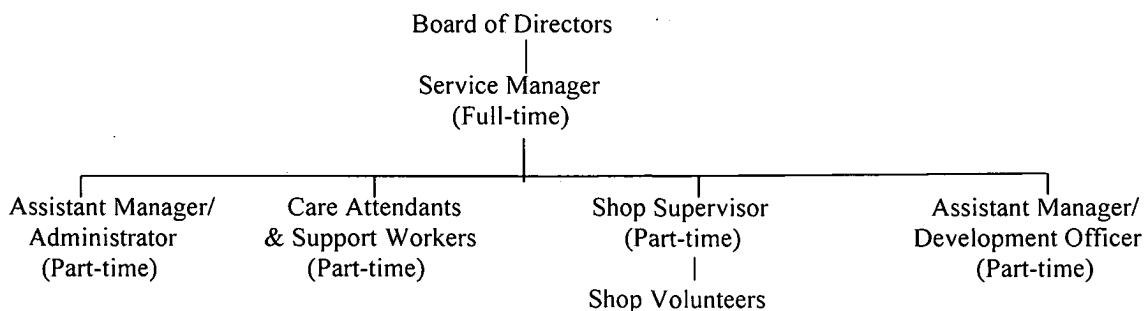 Board of Directors
Service Manager
(Full-time)
Assistant Manager/
Administrator
(Part-time)
Care Attendants
& Support Workers
(Part-time)
Shop Supervisor
(Part-time)
Shop Volunteers
Assistant Manager/
Development Officer
(Part-time)